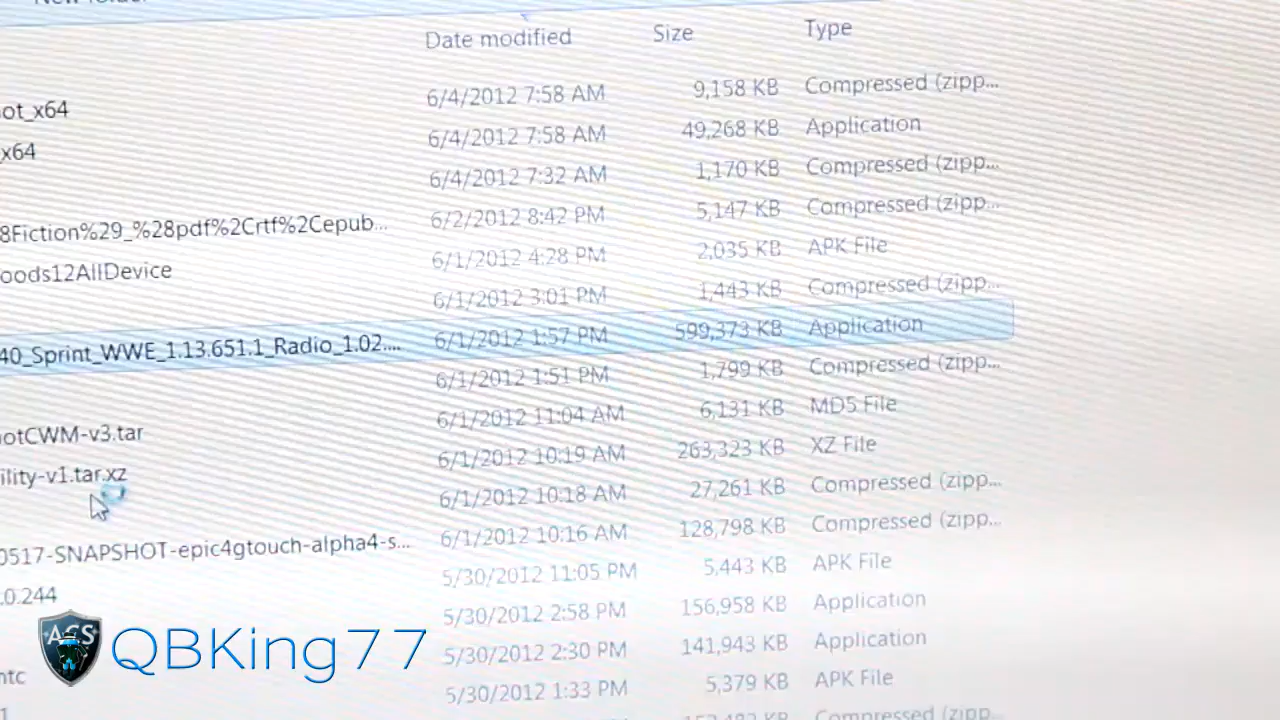 New folder
Date modified Size Type
6/4/2012 7:58 AM 9,158 KB Compressed (zipp...
oot_x64 6/4/2012 7:58 AM 49,268 KB Application
x64 6/4/2012 7:32 AM 1,170 KB Compressed (zipp...
6/2/2012 8:42 PM 5,147 KB Compressed (zipp...
8Fiction%29_%28pdf%2Crtf%2Cepub... 6/1/2012 4:28 PM 2,035 KB APK File
oods12AllDevice 6/1/2012 3:01 PM 1,443 KB Compressed (zipp...
40_Sprint_WWE_1.13.651.1_Radio_1.02.... 6/1/2012 1:57 PM 599,373 KB Application
6/1/2012 1:51 PM 1,799 KB Compressed (zipp...
otCWM-v3.tar 6/1/2012 11:04 AM 6,131 KB MD5 File
ility-v1.tar.xz 6/1/2012 10:19 AM 263,323 KB XZ File
6/1/2012 10:18 AM 27,261 KB Compressed (zipp...
0517-SNAPSHOT-epic4gtouch-alpha4-s... 6/1/2012 10:16 AM 128,798 KB Compressed (zipp...
.0.244 5/30/2012 11:05 PM 5,443 KB APK File
5/30/2012 2:58 PM 156,958 KB Application
ntc 5/30/2012 2:30 PM 141,943 KB Application
5/30/2012 1:33 PM 5,379 KB APK File
Compressed (zipp...
ACS
QBKing77